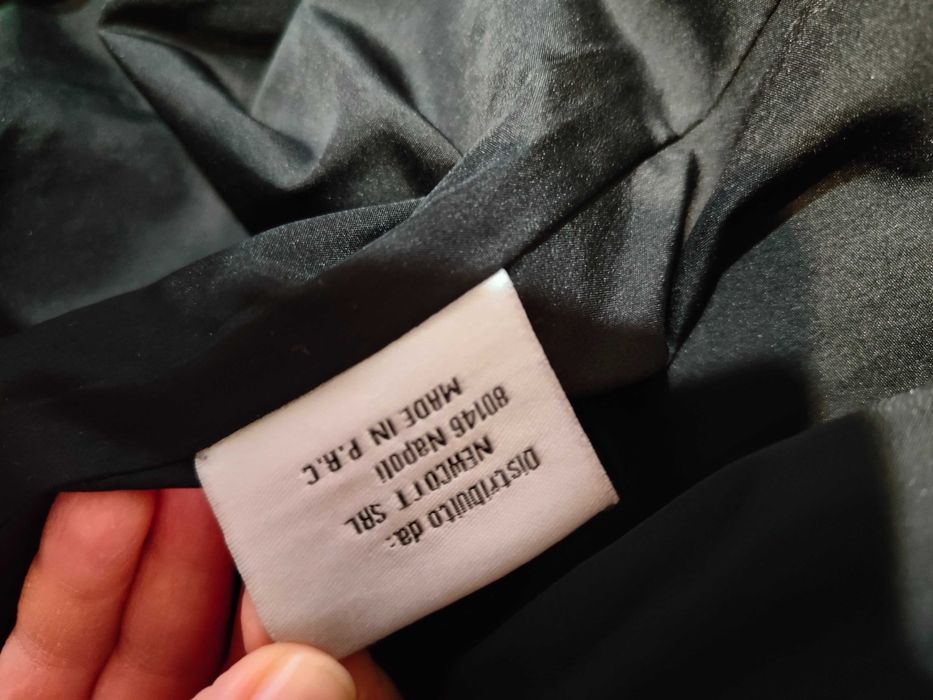 Distribuito da:
NEWCOTT SRL
80146 Napoli
MADE IN P.R.C